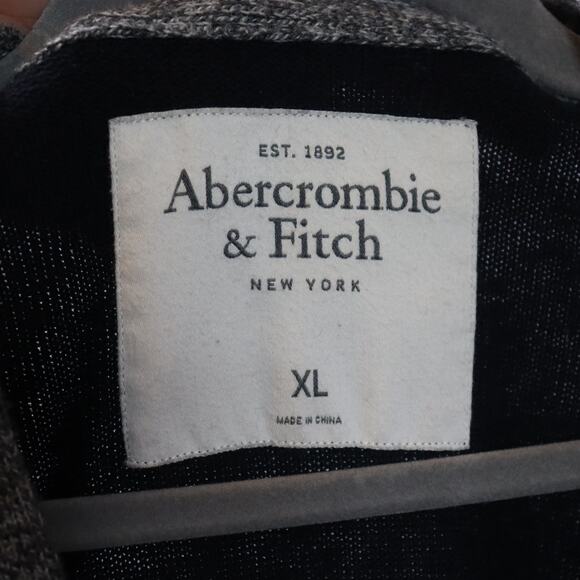 EST. 1892
Abercrombie
& Fitch
NEW YORK
XL
MADE IN CHINA